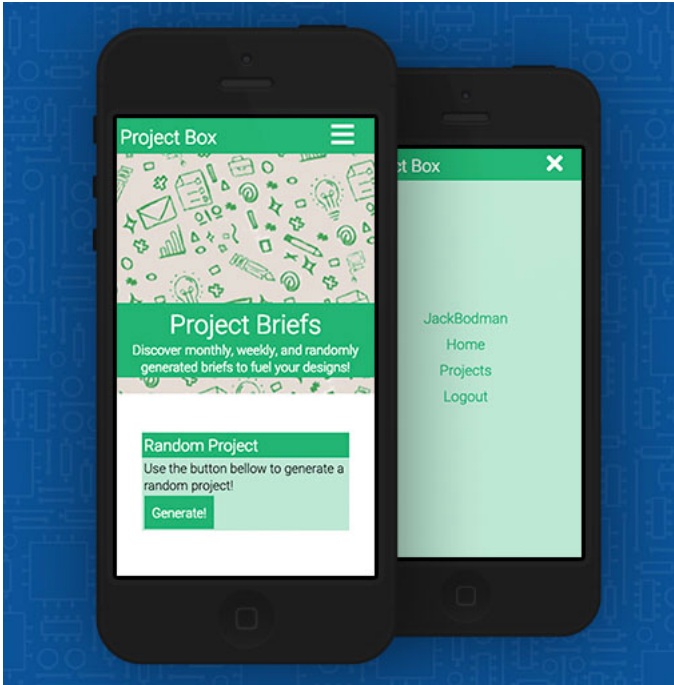 Project Box
Project Briefs
Discover monthly, weekly, and randomly
generated briefs to fuel your designs!
Random Project
Use the button bellow to generate a
random project!
Generate!
ct Box
JackBodman
Home
Projects
Logout